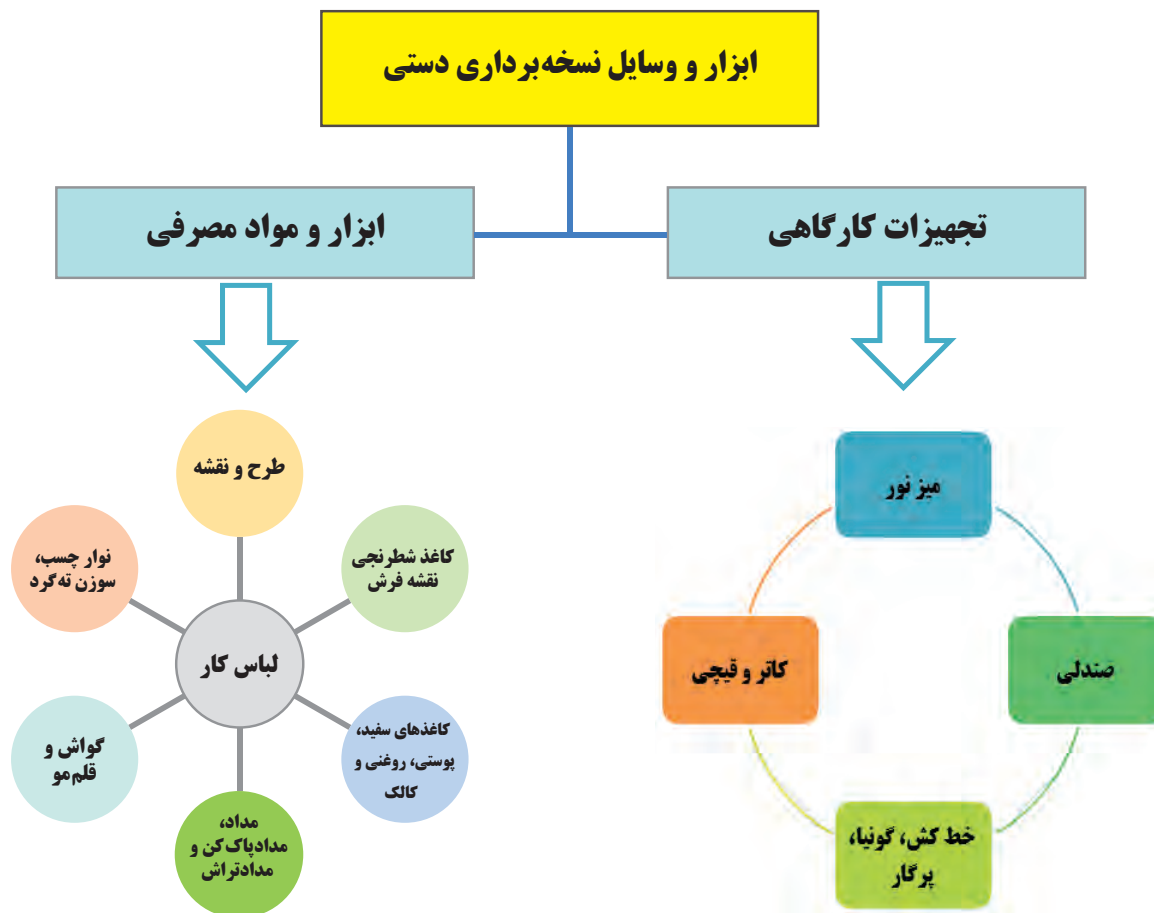 ابزار و وسایل نسخه‌برداری دستی
تجهیزات کارگاهی
ابزار و مواد مصرفی
میز نور
صندلی
خط کش، گونیا،
پرگار
کاتر و قیچی
طرح و نقشه
کاغذ شطرنجی
نقشه فرش
کاغذهای سفید،
پوستی، روغنی و
کالک
مداد،
مدادپاک‌کن و
مدادتراش
گواش و
قلم‌مو
نوار چسب،
سوزن ته‌گرد
لباس کار